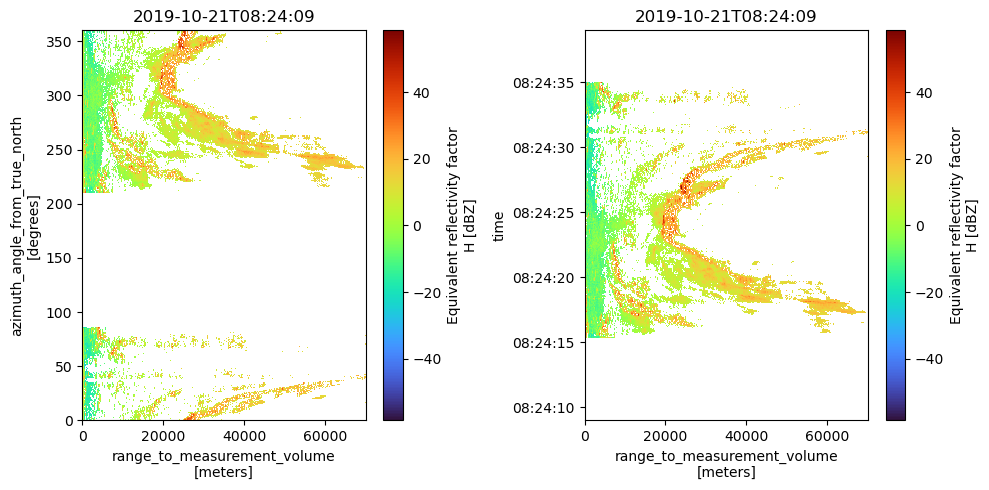 2019-10-21T08:24:09
350
300
250
200
150
100
50
0
azimuth_angle_from_true_north
[degrees]
0
20000
40000
60000
range_to_measurement_volume
[meters]
40
20
0
−20
−40
Equivalent reflectivity factor
H [dBZ]
2019-10-21T08:24:09
08:24:35
08:24:30
08:24:25
08:24:20
08:24:15
08:24:10
time
0
20000
40000
60000
range_to_measurement_volume
[meters]
40
20
0
−20
−40
Equivalent reflectivity factor
H [dBZ]